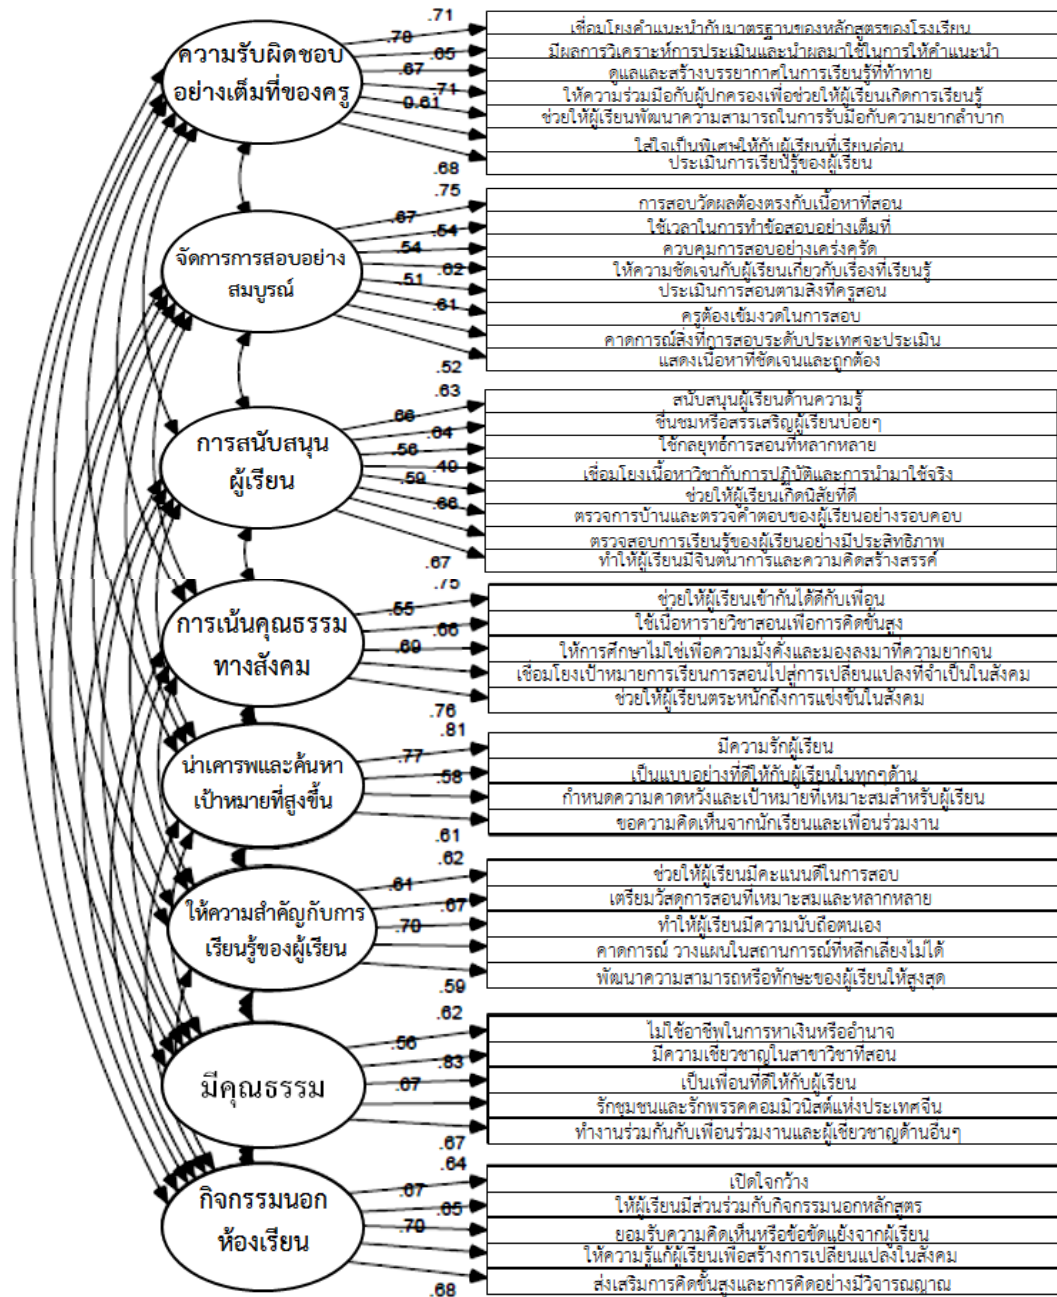 .71
ความรับผิดชอบ
อย่างเต็มที่ของครู
.78
.65
.67
.71
0.61
.68
เชื่อมโยงคำแนะนำกับมาตรฐานของหลักสูตรของโรงเรียน
มีผลการวิเคราะห์การประเมินและนำผลมาใช้ในการให้คำแนะนำ
ดูแลและสร้างบรรยากาศในการเรียนรู้ที่ท้าทาย
ให้ความร่วมมือกับผู้ปกครองเพื่อช่วยให้ผู้เรียนเกิดการเรียนรู้
ช่วยให้ผู้เรียนพัฒนาความสามารถในการรับมือกับความยากลำบาก
ใส่ใจเป็นพิเศษให้กับผู้เรียนที่เรียนอ่อน
ประเมินการเรียนรู้ของผู้เรียน
.75
จัดการการสอบอย่าง
สมบูรณ์
.67
.54
.54
.62
.51
.61
.52
การสอบวัดผลต้องตรงกับเนื้อหาที่สอน
ใช้เวลาในการทำข้อสอบอย่างเต็มที่
ควบคุมการสอบอย่างเคร่งครัด
ให้ความชัดเจนกับผู้เรียนเกี่ยวกับเรื่องที่เรียนรู้
ประเมินการสอนตามสิ่งที่ครูสอน
ครูต้องเข้มงวดในการสอบ
คาดการณ์สิ่งที่การสอบระดับประเทศจะประเมิน
แสดงเนื้อหาที่ชัดเจนและถูกต้อง
.63
การสนับสนุน
ผู้เรียน
.66
.64
.56
.49
.59
.66
.67
สนับสนุนผู้เรียนด้านความรู้
ชื่นชมหรือสรรเสริญผู้เรียนบ่อยๆ
ใช้กลยุทธ์การสอนที่หลากหลาย
เชื่อมโยงเนื้อหาวิชากับการปฏิบัติและการนำมาใช้จริง
ช่วยให้ผู้เรียนเกิดนิสัยที่ดี
ตรวจการบ้านและตรวจคำตอบของผู้เรียนอย่างรอบคอบ
ตรวจสอบการเรียนรู้ของผู้เรียนอย่างมีประสิทธิภาพ
ทำให้ผู้เรียนมีจินตนาการและความคิดสร้างสรรค์
.75
การเน้นคุณธรรม
ทางสังคม
.55
.66
.69
.76
ช่วยให้ผู้เรียนเข้ากันได้ดีกับเพื่อน
ใช้เนื้อหารายวิชาสอนเพื่อการคิดขั้นสูง
ให้การศึกษาไม่ใช่เพื่อความมั่งคั่งและมองลงมาที่ความยากจน
เชื่อมโยงเป้าหมายการเรียนการสอนไปสู่การเปลี่ยนแปลงที่จำเป็นในสังคม
ช่วยให้ผู้เรียนตระหนักถึงการแข่งขันในสังคม
.81
น่าเคารพและค้นหา
เป้าหมายที่สูงขึ้น
.77
.58
.61
มีความรักผู้เรียน
เป็นแบบอย่างที่ดีให้กับผู้เรียนในทุกๆด้าน
กำหนดความคาดหวังและเป้าหมายที่เหมาะสมสำหรับผู้เรียน
ขอความคิดเห็นจากนักเรียนและเพื่อนร่วมงาน
.62
ให้ความสำคัญกับการ
เรียนรู้ของผู้เรียน
.61
.67
.70
.59
ช่วยให้ผู้เรียนมีคะแนนดีในการสอบ
เตรียมวัสดุการสอนที่เหมาะสมและหลากหลาย
ทำให้ผู้เรียนมีความนับถือตนเอง
คาดการณ์ วางแผนในสถานการณ์ที่หลีกเลี่ยงไม่ได้
พัฒนาความสามารถหรือทักษะของผู้เรียนให้สูงสุด
.62
มีคุณธรรม
.56
.83
.67
.67
ไม่ใช้อาชีพในการหาเงินหรืออำนาจ
มีความเชี่ยวชาญในสาขาวิชาที่สอน
เป็นเพื่อนที่ดีให้กับผู้เรียน
รักชุมชนและรักพรรคคอมมิวนิสต์แห่งประเทศจีน
ทำงานร่วมกันกับเพื่อนร่วมงานและผู้เชี่ยวชาญด้านอื่นๆ
.64
กิจกรรมนอก
ห้องเรียน
.67
.65
.70
.68
เปิดใจกว้าง
ให้ผู้เรียนมีส่วนร่วมกับกิจกรรมนอกหลักสูตร
ยอมรับความคิดเห็นหรือข้อขัดแย้งจากผู้เรียน
ให้ความรู้แก้ผู้เรียนเพื่อสร้างการเปลี่ยนแปลงในสังคม
ส่งเสริมการคิดขั้นสูงและการคิดอย่างมีวิจารณญาณ